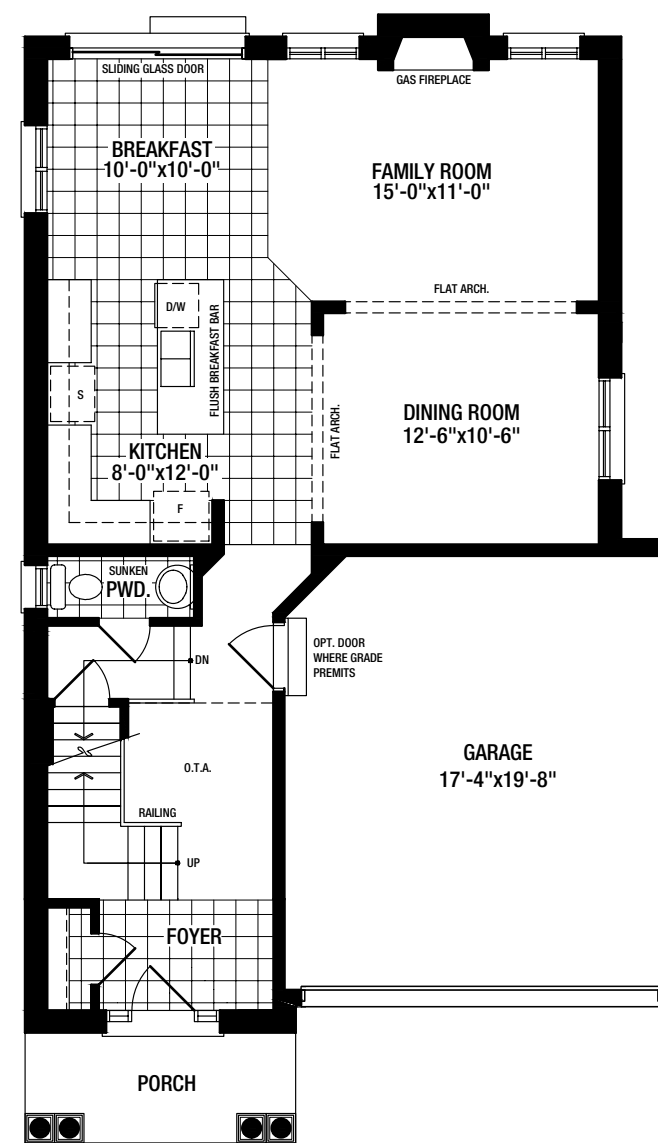 SLIDING GLASS DOOR
GAS FIREPLACE
BREAKFAST
10'-0"x10'-0"
FAMILY ROOM
15'-0"x11'-0"
FLAT ARCH.
D/W
FLUSH BREAKFAST BAR
S
FLAT ARCH.
DINING ROOM
12'-6"x10'-6"
KITCHEN
8'-0"x12'-0"
F
SUNKEN
PWD.
DN
OPT. DOOR
WHERE GRADE
PREMITS
O.T.A.
GARAGE
17'-4"x19'-8"
RAILING
UP
FOYER
PORCH